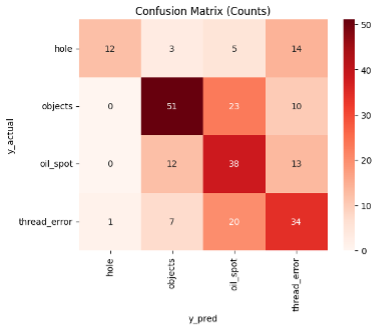 Confusion Matrix (Counts)
hole 12 3 5 14
objects 0 51 23 10
oil_spot 0 12 38 13
thread_error 1 7 20 34
hole objects oil_spot thread_error
y_actual
y_pred
50
40
30
20
10
0